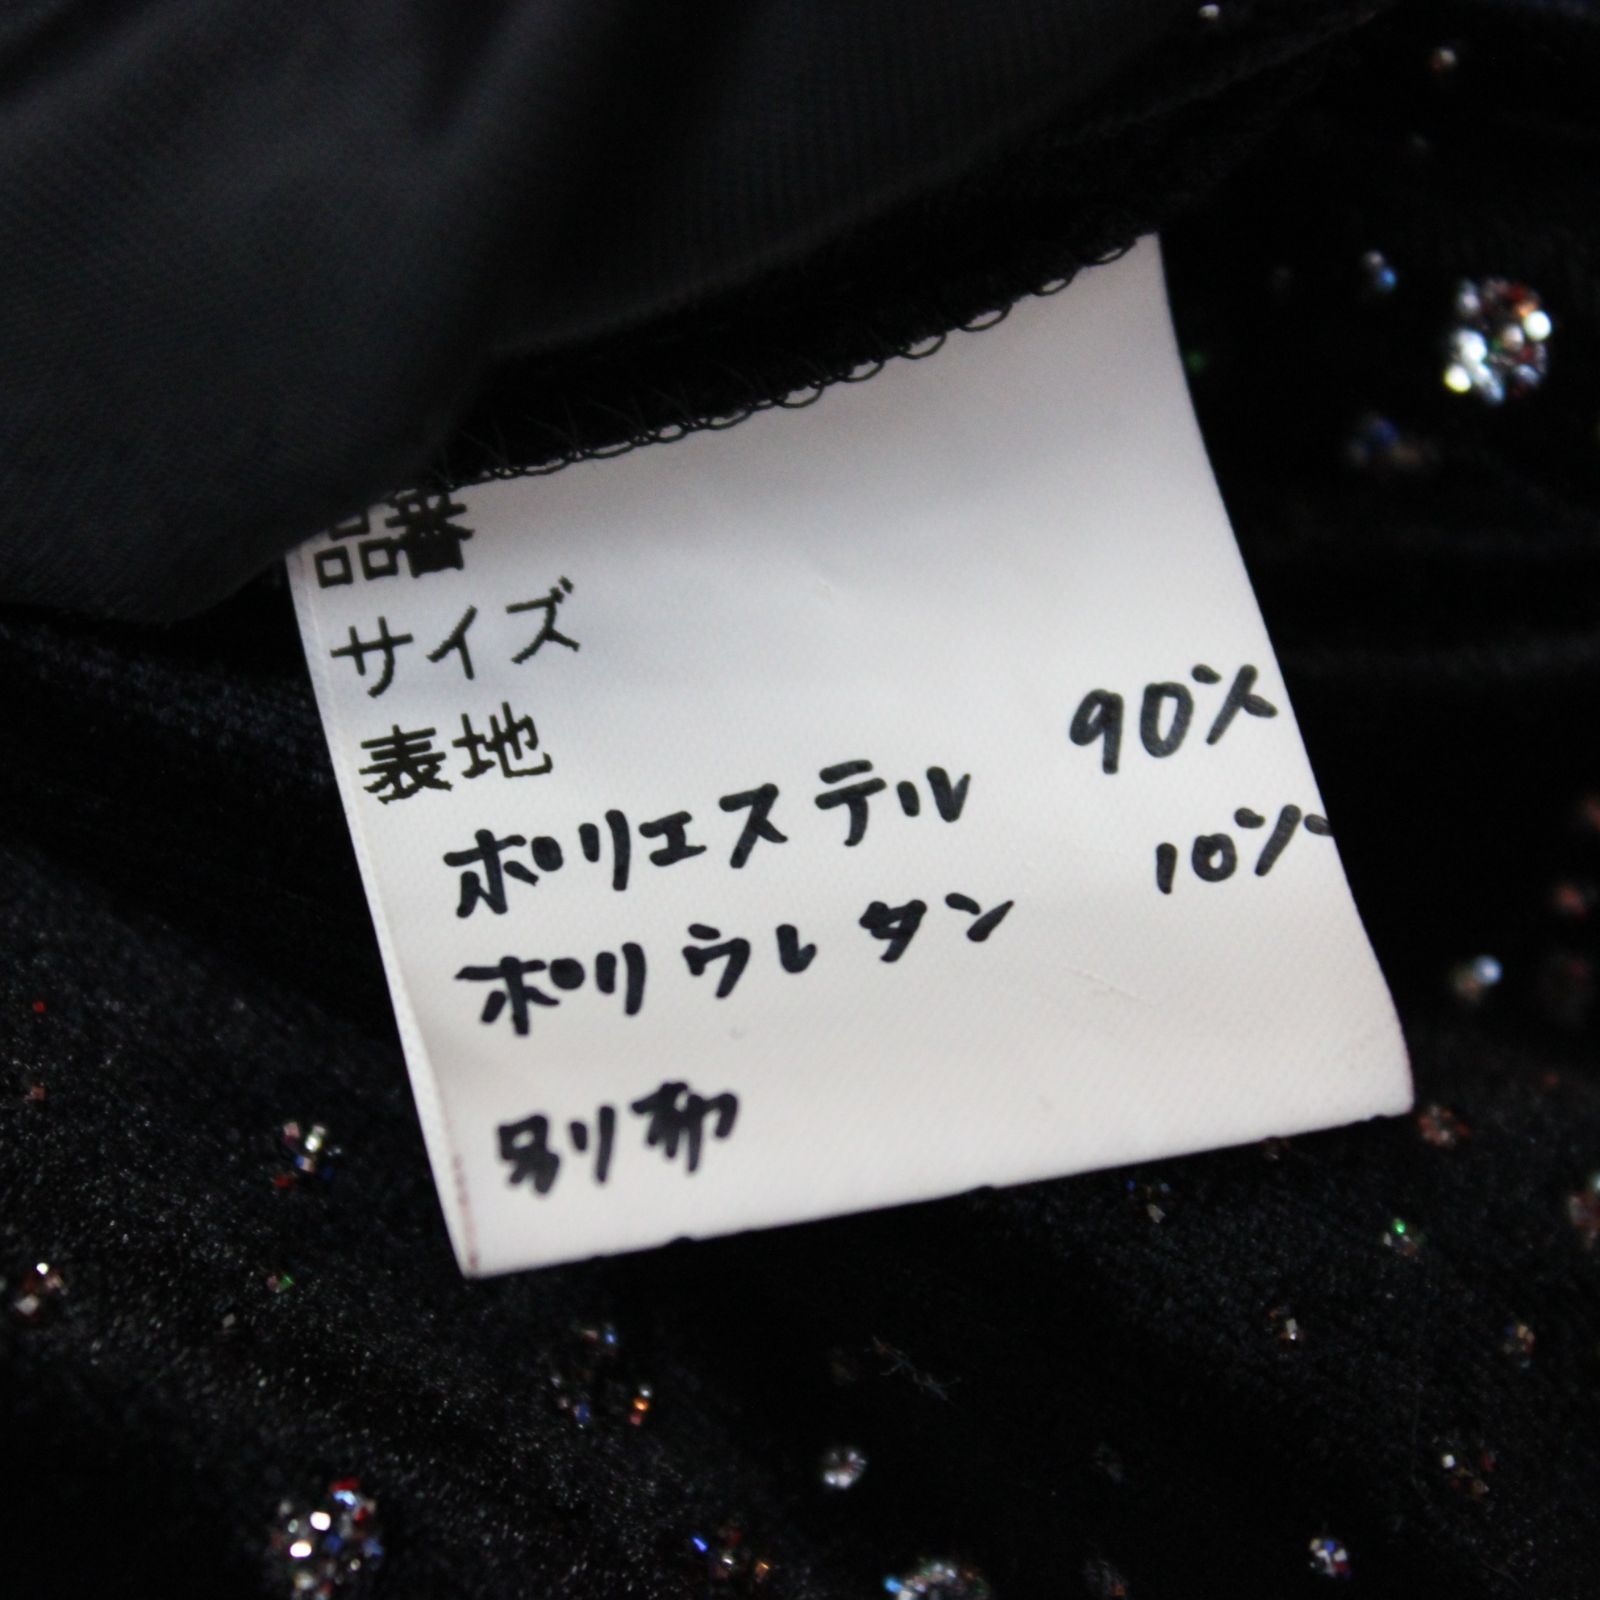 品番
サイズ
表地
ポリエステル 90%
ポリウレタン 10%
別布